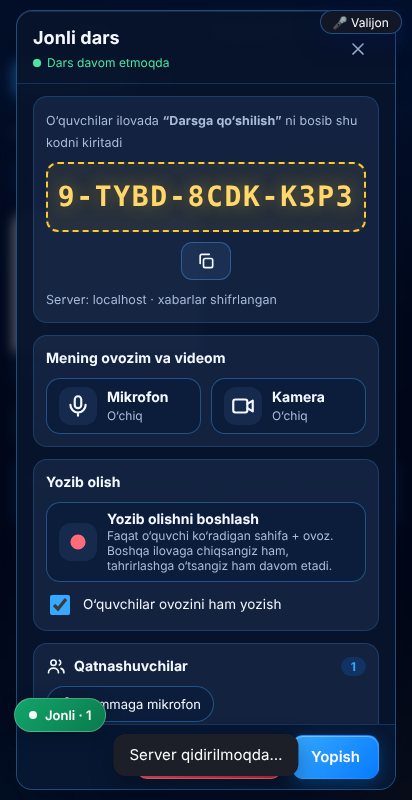 🎤 Valijon
Jonli dars
Dars davom etmoqda
O‘quvchilar ilovada “Darsga qo‘shilish” ni bosib shu
kodni kiritadi
9-TYBD-8CDK-K3P3
Server: localhost · xabarlar shifrlangan
Mening ovozim va videom
Mikrofon
O‘chiq
Kamera
O‘chiq
Yozib olish
Yozib olishni boshlash
Faqat o‘quvchi ko‘radigan sahifa + ovoz.
Boshqa ilovaga chiqsangiz ham,
tahrirlashga o‘tsangiz ham davom etadi.
O‘quvchilar ovozini ham yozish
Qatnashuvchilar
1
mmaga mikrofon
Jonli · 1
Server qidirilmoqda...
Yopish